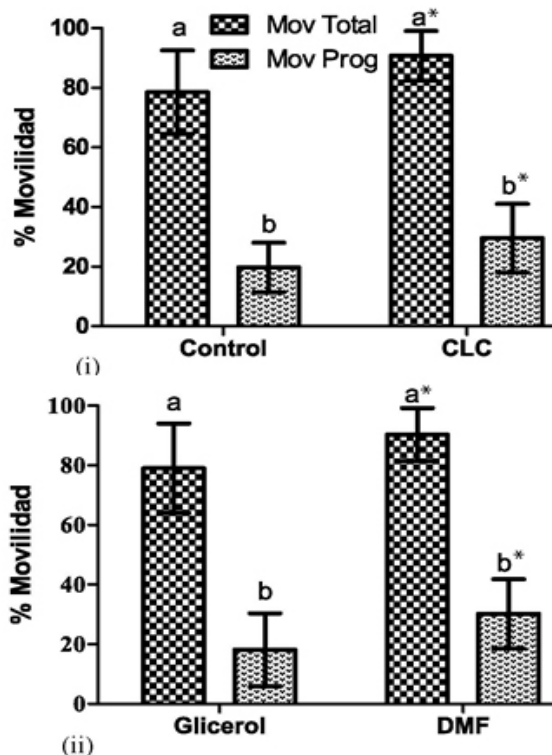 a a*
100
Mov Total
Mov Prog
80
60
b*
40
b
20
0
% Movilidad
Control CLC
(i)
a a*
100
80
60
b*
40
b
20
0
% Movilidad
Glicerol DMF
(ii)